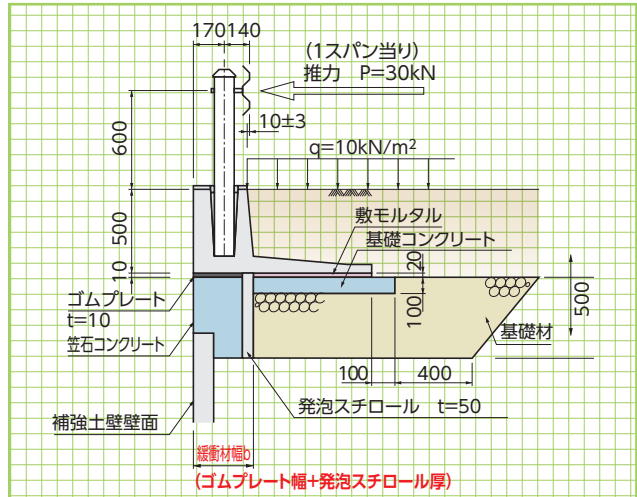 170 140
(1スパン当り)
推力 P=30kN
10±3
600
q=10kN/m²
敷モルタル
基礎コンクリート
500
10
20
ゴムプレート
t=10
笠石コンクリート
100
500
基礎材
100 400
発泡スチロール t=50
補強土壁壁面
緩衝材幅b
(ゴムプレート幅+発泡スチロール厚)